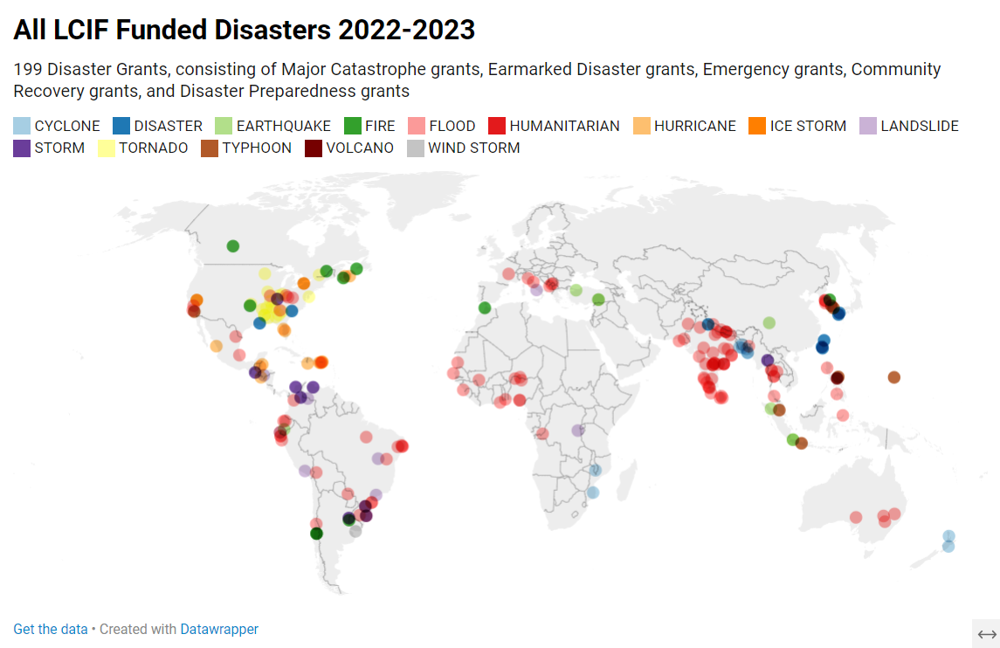 All LCIF Funded Disasters 2022-2023
199 Disaster Grants, consisting of Major Catastrophe grants, Earmarked Disaster grants, Emergency grants, Community
Recovery grants, and Disaster Preparedness grants
CYCLONE DISASTER EARTHQUAKE FIRE FLOOD HUMANITARIAN HURRICANE ICE STORM LANDSLIDE
STORM TORNADO TYPHOON VOLCANO WIND STORM
Get the data • Created with Datawrapper